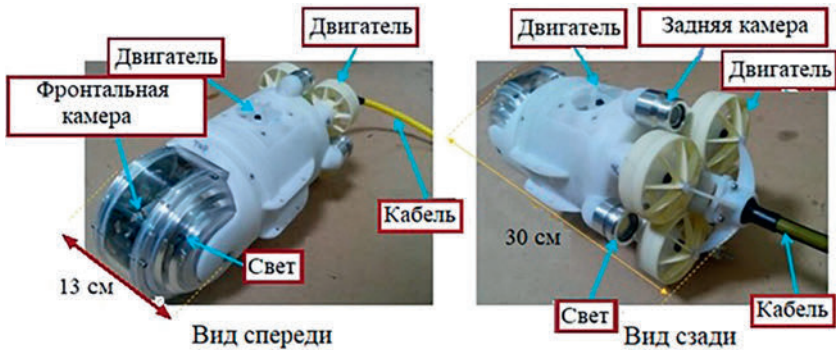 Двигатель
Двигатель
Фронтальная
камера
Кабель
Свет
13 см
Вид спереди
Двигатель
Задняя камера
Двигатель
30 см
Свет
Кабель
Вид сзади